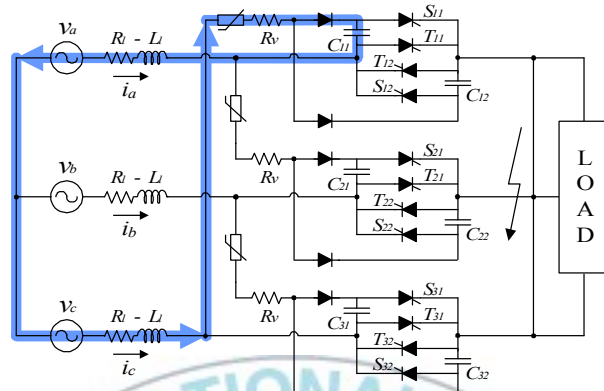 va Rl - Ll ia
Rv C11 S11 T11 T12 S12 C12
vb Rl - Ll ib
Rv C21 S21 T21 T22 S22 C22
vc Rl - Ll ic
Rv C31 S31 T31 T32 S32 C32
LOAD